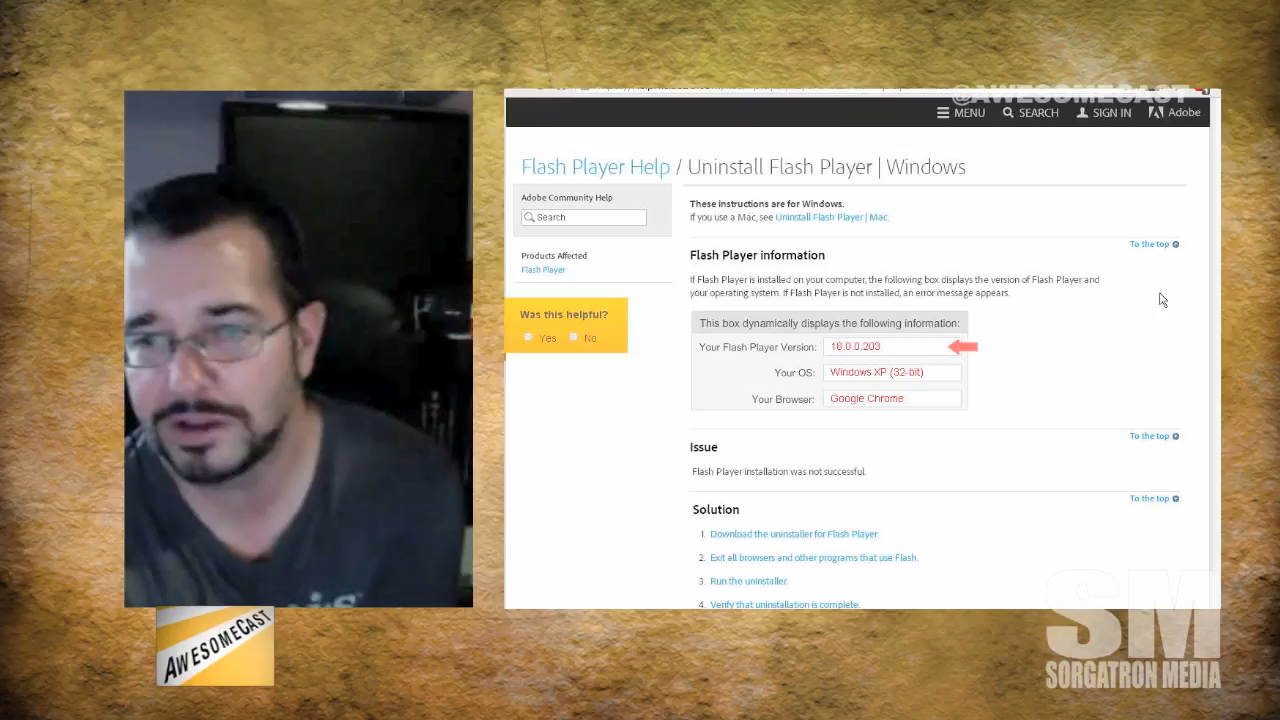 @AWESOMECAST
MENU SEARCH SIGN IN Adobe
Flash Player Help / Uninstall Flash Player | Windows
Adobe Community Help
Search
Products Affected
Flash Player
Was this helpful?
Yes No
These instructions are for Windows.
If you use a Mac, see Uninstall Flash Player | Mac.
To the top
Flash Player information
If Flash Player is installed on your computer, the following box displays the version of Flash Player and
your operating system. If Flash Player is not installed, an error message appears.
This box dynamically displays the following information:
Your Flash Player Version: 18.0.0.203
Your OS: Windows XP (32-bit)
Your Browser: Google Chrome
To the top
Issue
Flash Player installation was not successful.
To the top
Solution
1. Download the uninstaller for Flash Player.
2. Exit all browsers and other programs that use Flash.
3. Run the uninstaller.
4. Verify that uninstallation is complete.
AWESOMECAST
SM
SORGATRON MEDIA